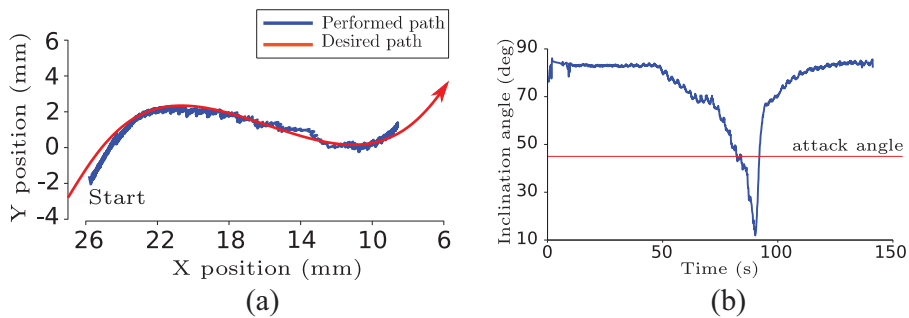 Performed path
Desired path
Y position (mm)
6
4
2
0
-2
-4
Start
26
22
18
14
10
6
X position (mm)
(a)
Inclination angle (deg)
90
70
50
30
10
attack angle
0
50
100
150
Time (s)
(b)